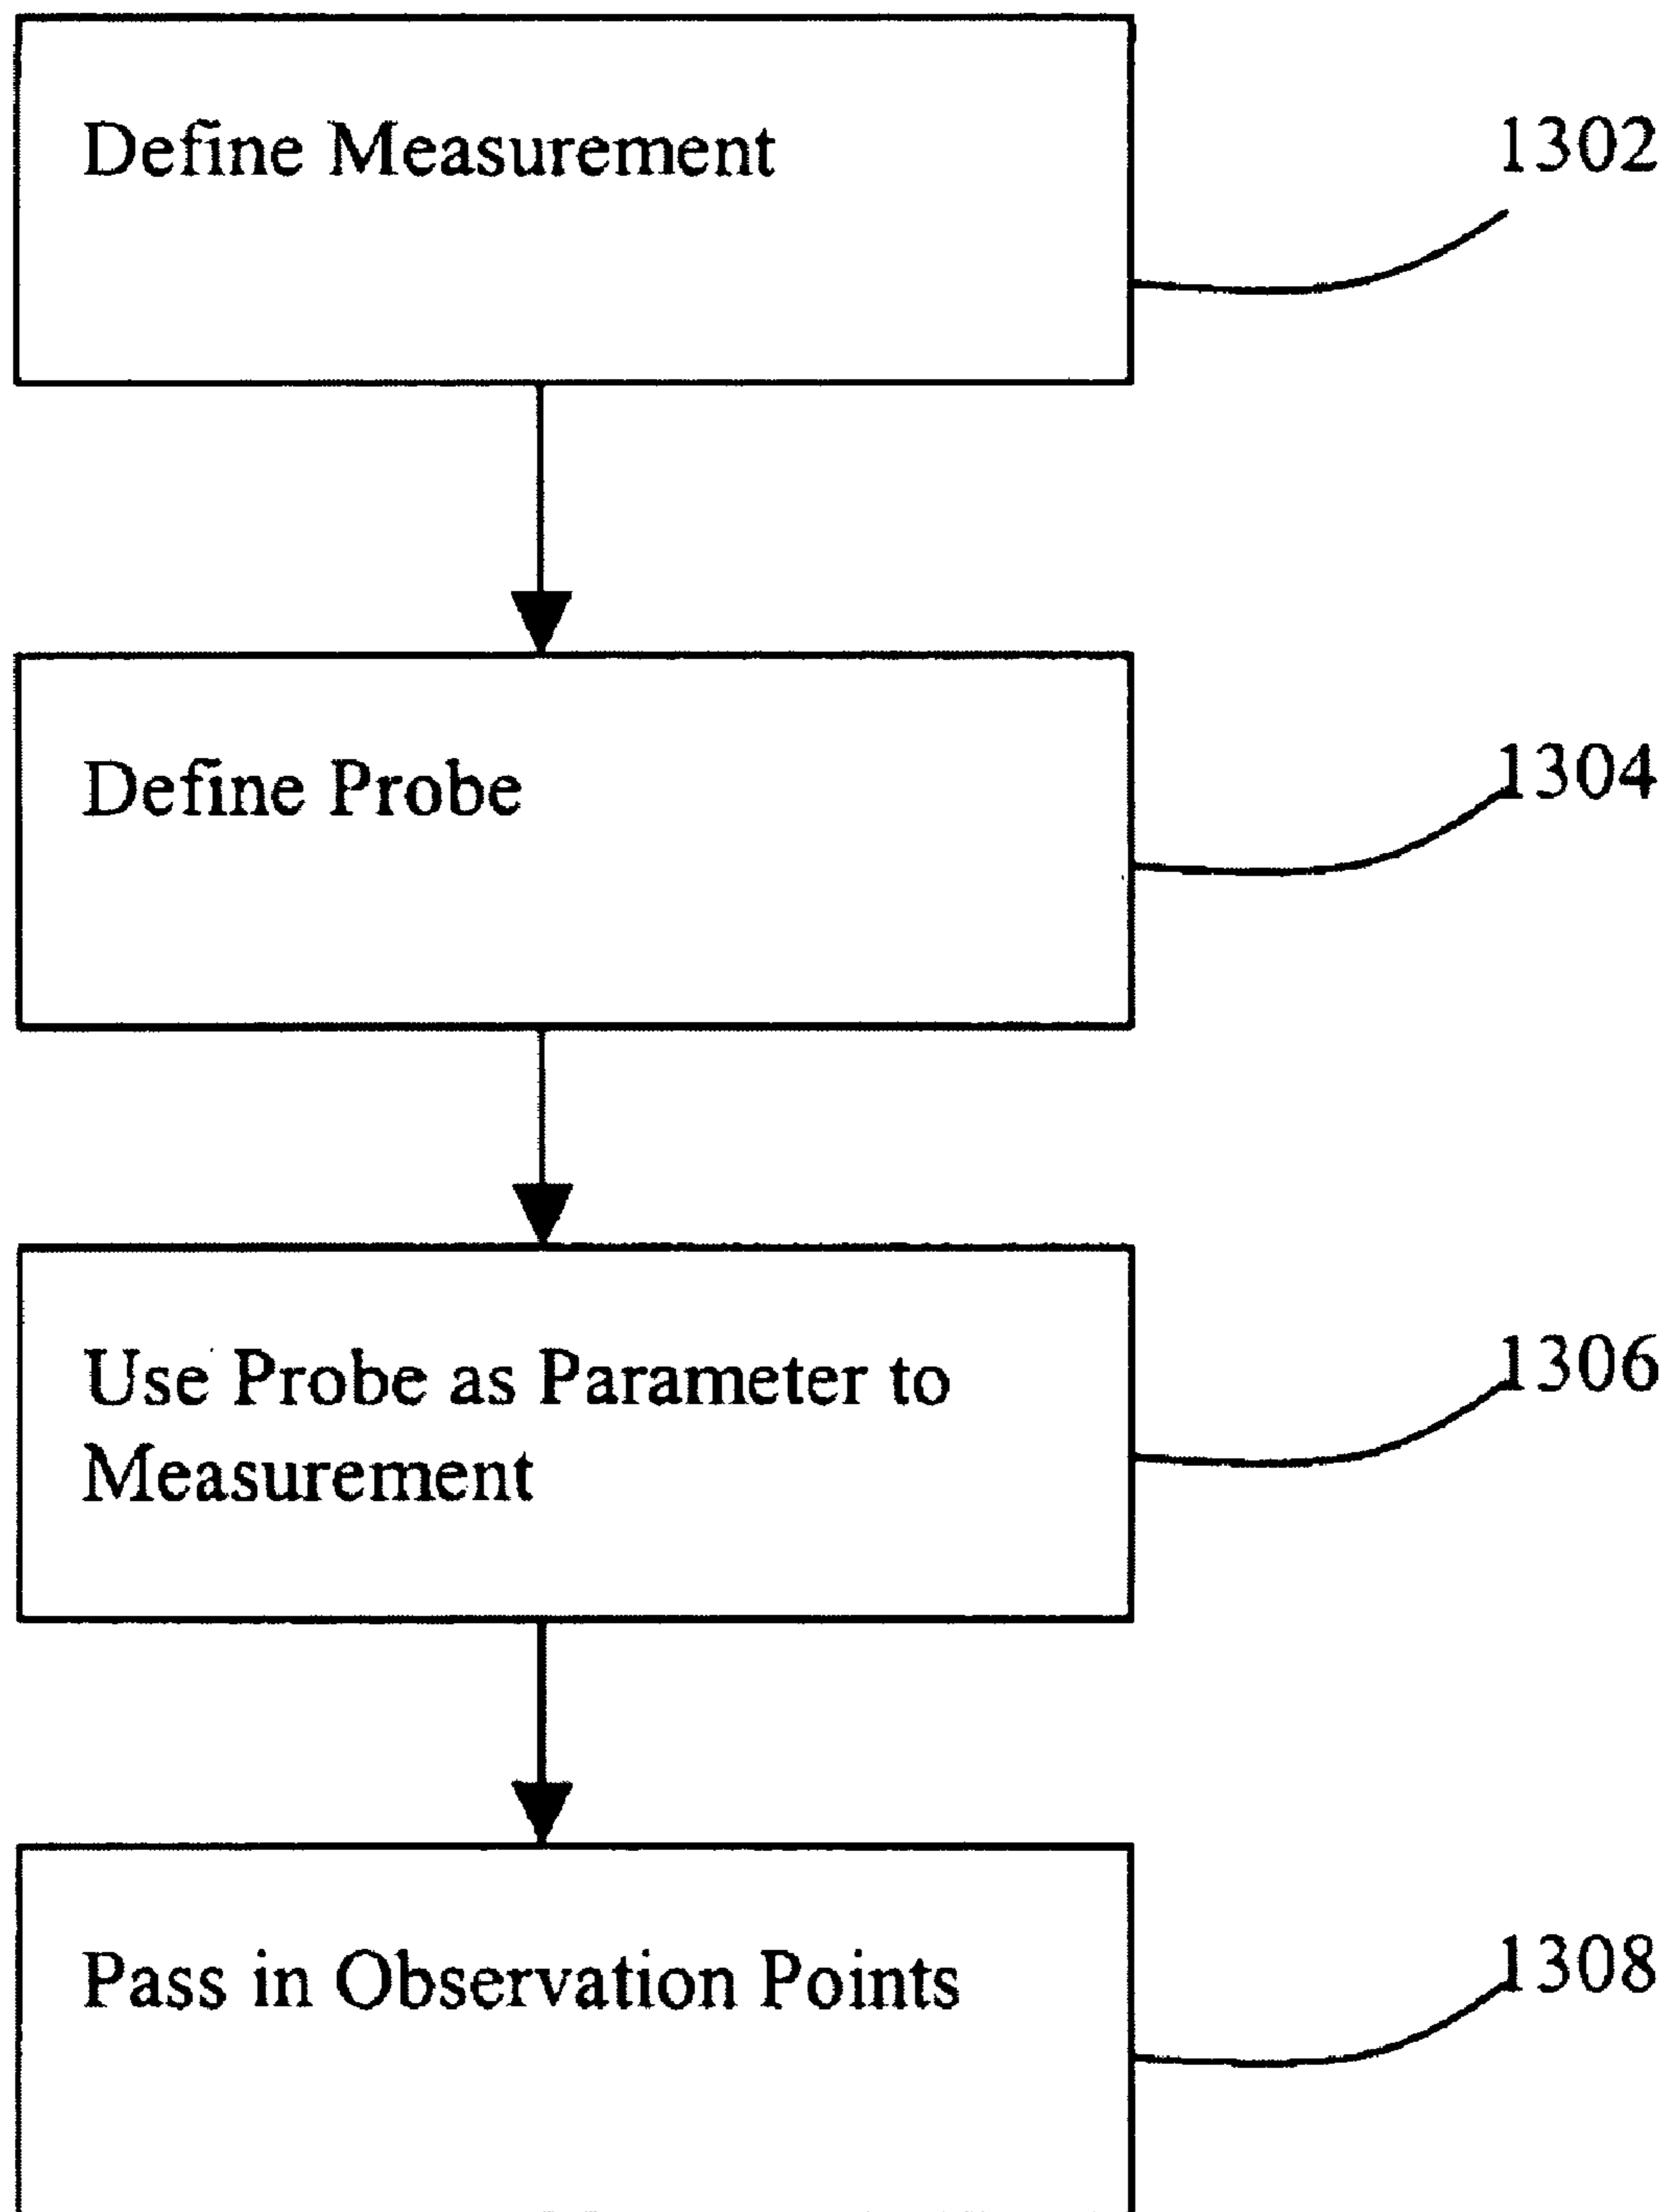 Define Measurement
1302
Define Probe
1304
Use Probe as Parameter to
Measurement
1306
Pass in Observation Points
1308